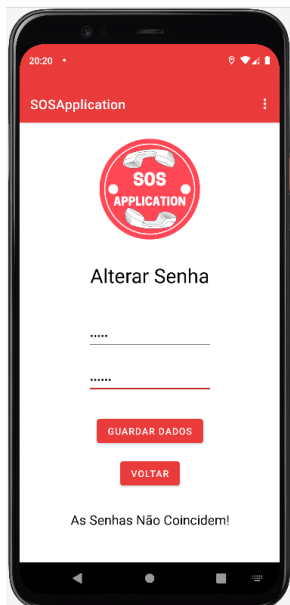 20:20
SOSApplication
SOS
APPLICATION
Alterar Senha
•••••
••••••
GUARDAR DADOS
VOLTAR
As Senhas Não Coincidem!